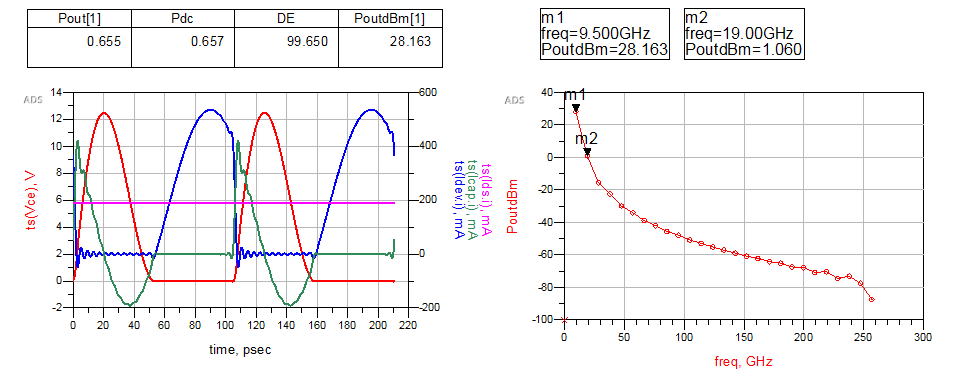 Pout[1] Pdc DE PoutdBm[1]
0.655 0.657 99.650 28.163
m1
freq=9.500GHz
PoutdBm=28.163
m2
freq=19.00GHz
PoutdBm=1.060
ADS
14
12
10
8
6
4
2
0
-2
ts(Vce), V
600
400
200
0
-200
ts(Ids.i), mA
ts(Icap.i), mA
ts(Idev.i), mA
0 20 40 60 80 100 120 140 160 180 200 220
time, psec
ADS
m1
m2
40
20
0
-20
-40
-60
-80
-100
PoutdBm
0 50 100 150 200 250 300
freq, GHz